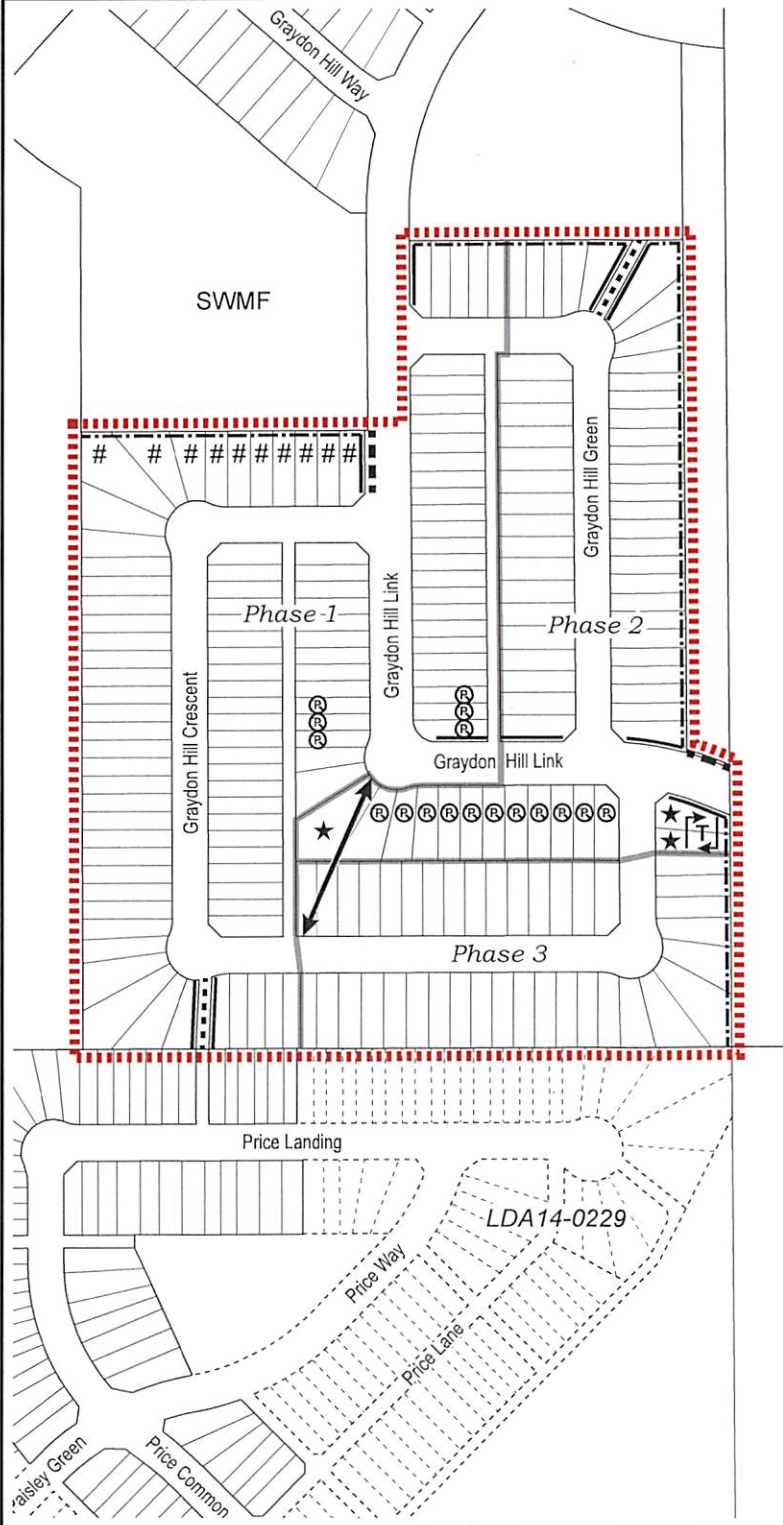 Graydon Hill Way
SWMF
# # # # # # # # # #
Graydon Hill Green
Graydon Hill Link
Phase 1
Phase 2
Graydon Hill Crescent
R
R
R
R
R
R
Graydon Hill Link
R R R R R R R R R R R
T
Phase 3
Price Landing
LDA14-0229
Price Way
Price Lane
Paisley Green
Price Common